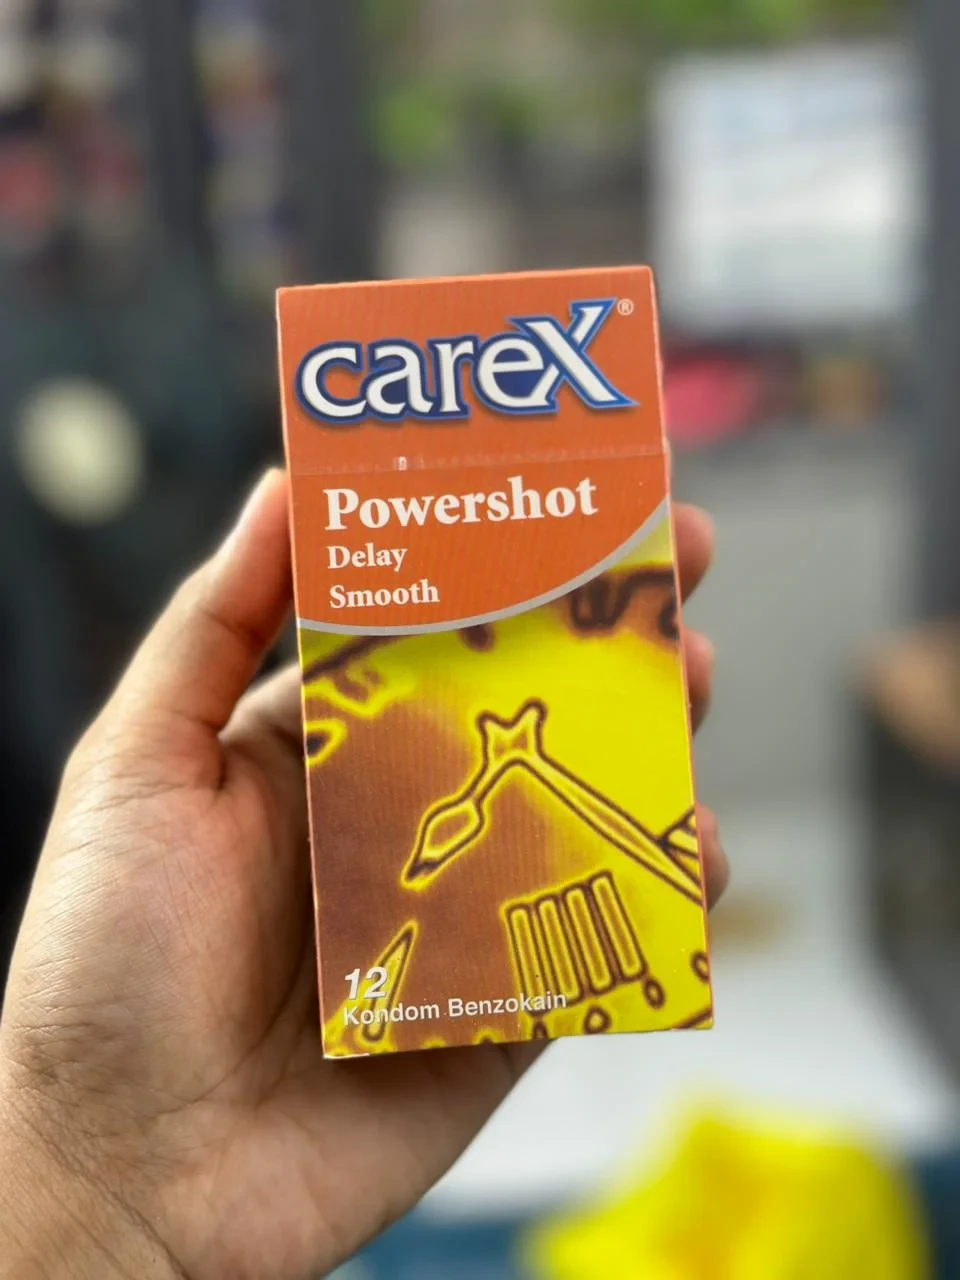 careX®
Powershot
Delay
Smooth
12
Kondom Benzokain